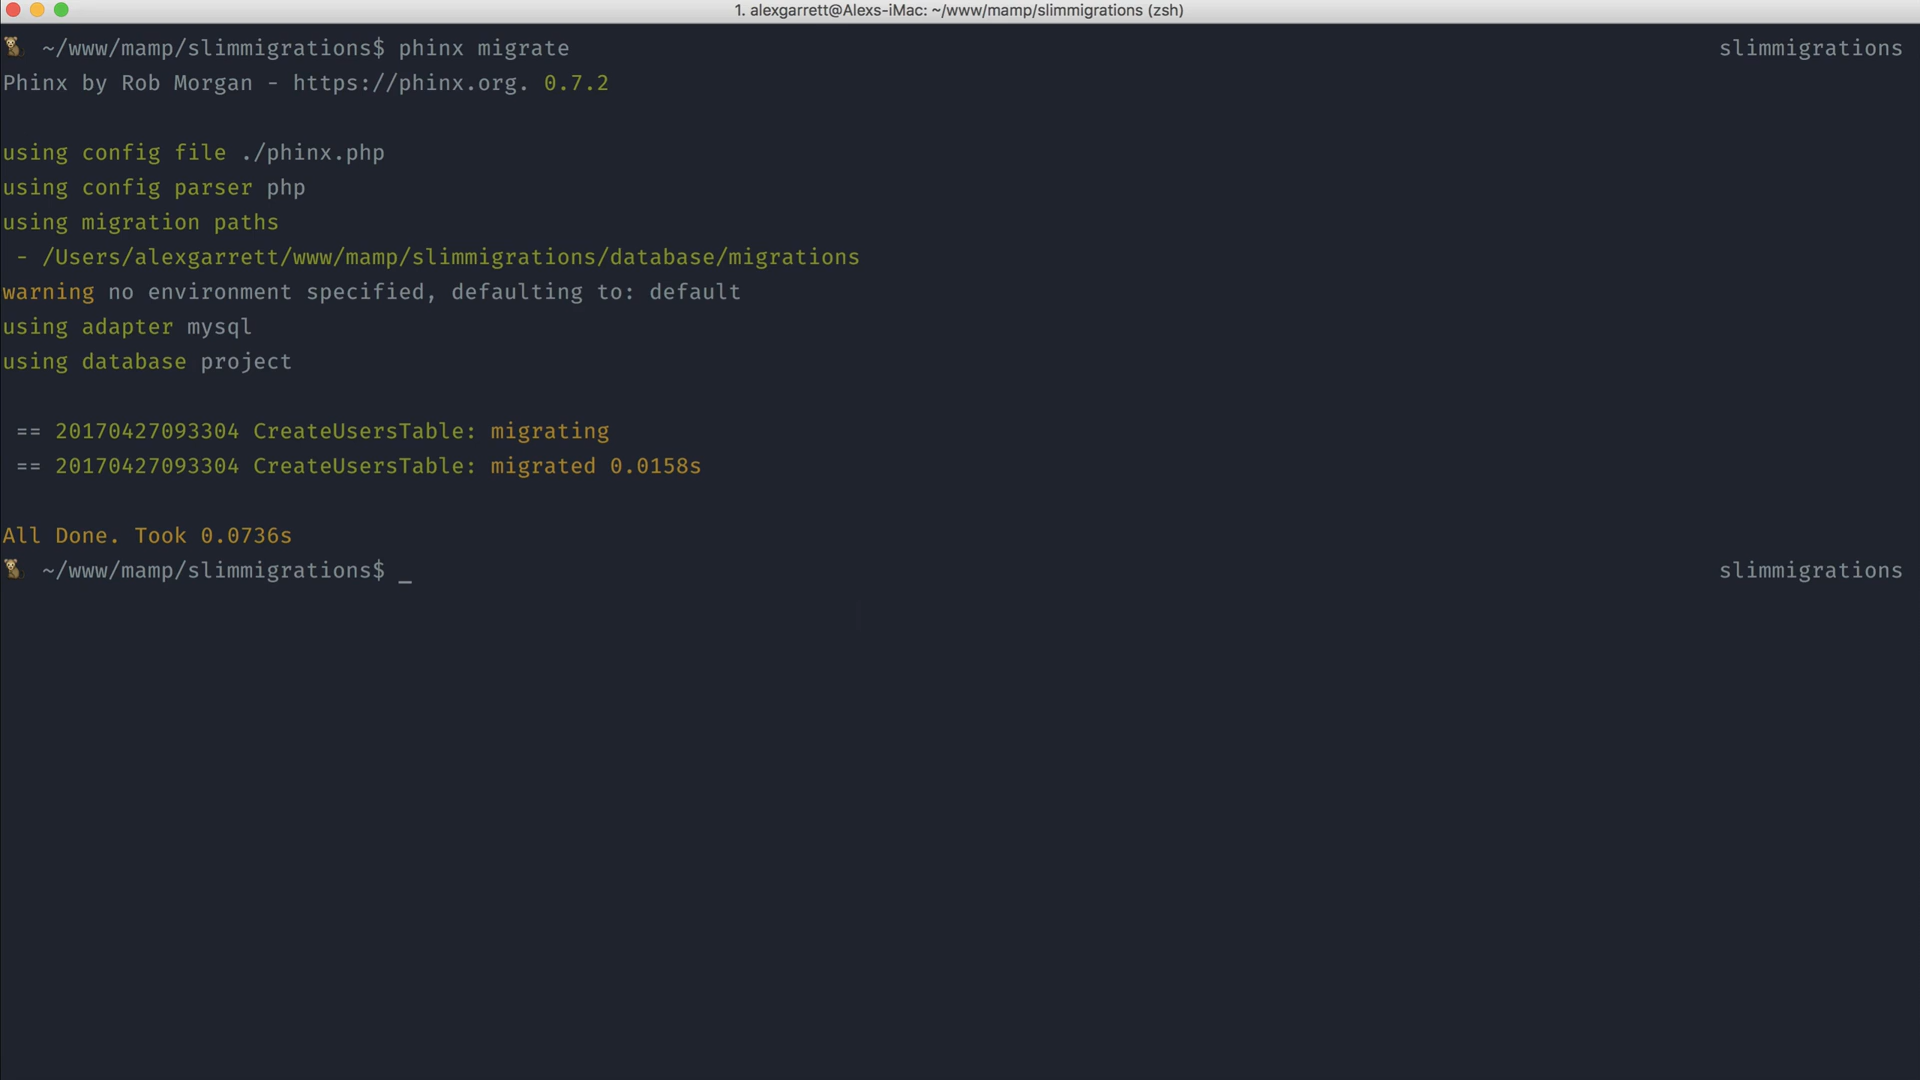 1. alexgarrett@Alexs-iMac: ~/www/mamp/slimmigrations (zsh)
~/www/mamp/slimmigrations$ phinx migrate slimmigrations
Phinx by Rob Morgan - https://phinx.org. 0.7.2
using config file ./phinx.php
using config parser php
using migration paths
- /Users/alexgarrett/www/mamp/slimmigrations/database/migrations
warning no environment specified, defaulting to: default
using adapter mysql
using database project
== 20170427093304 CreateUsersTable: migrating
== 20170427093304 CreateUsersTable: migrated 0.0158s
All Done. Took 0.0736s
~/www/mamp/slimmigrations$ _ slimmigrations